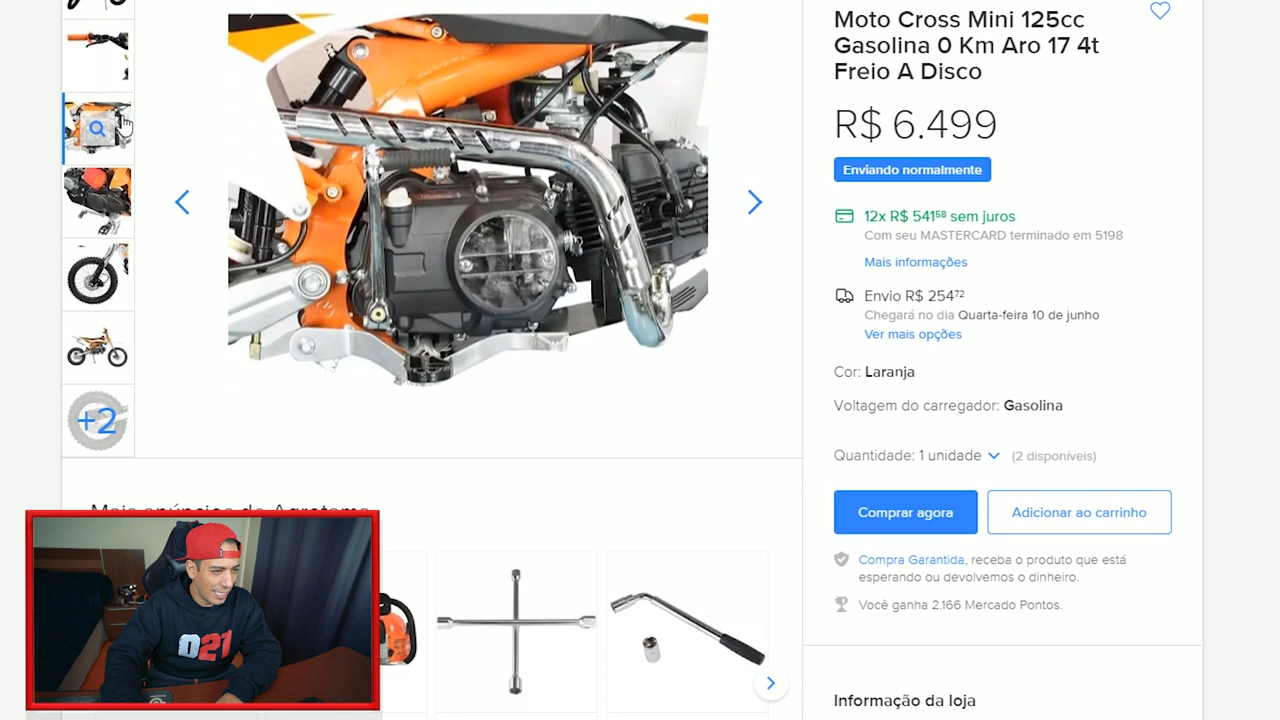 Moto Cross Mini 125cc
Gasolina 0 Km Aro 17 4t
Freio A Disco
R$ 6.499
Enviando normalmente
12x R$ 541⁵⁸ sem juros
Com seu MASTERCARD terminado em 5198
Mais informações
Envio R$ 254⁷²
Chegará no dia Quarta-feira 10 de junho
Ver mais opções
Cor: Laranja
Voltagem do carregador: Gasolina
+2
Quantidade: 1 unidade (2 disponíveis)
Comprar agora
Adicionar ao carrinho
Compra Garantida, receba o produto que está
esperando ou devolvemos o dinheiro.
Você ganha 2.166 Mercado Pontos.
Informação da loja
Mais anúncios de Agrotama
021